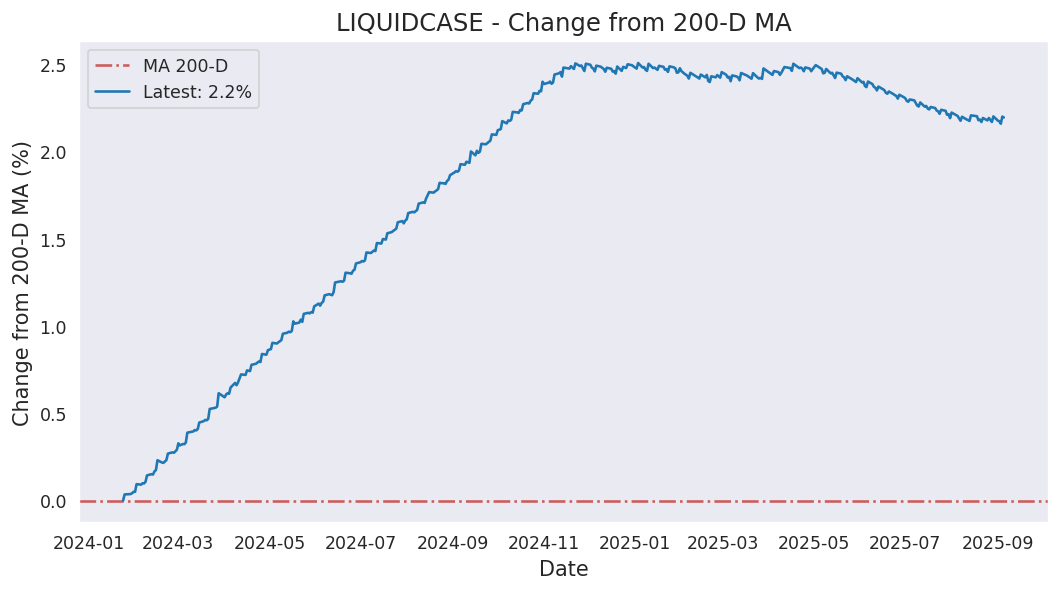 LIQUIDCASE - Change from 200-D MA
MA 200-D
Latest: 2.2%
Change from 200-D MA (%)
2.5
2.0
1.5
1.0
0.5
0.0
2024-01 2024-03 2024-05 2024-07 2024-09 2024-11 2025-01 2025-03 2025-05 2025-07 2025-09
Date